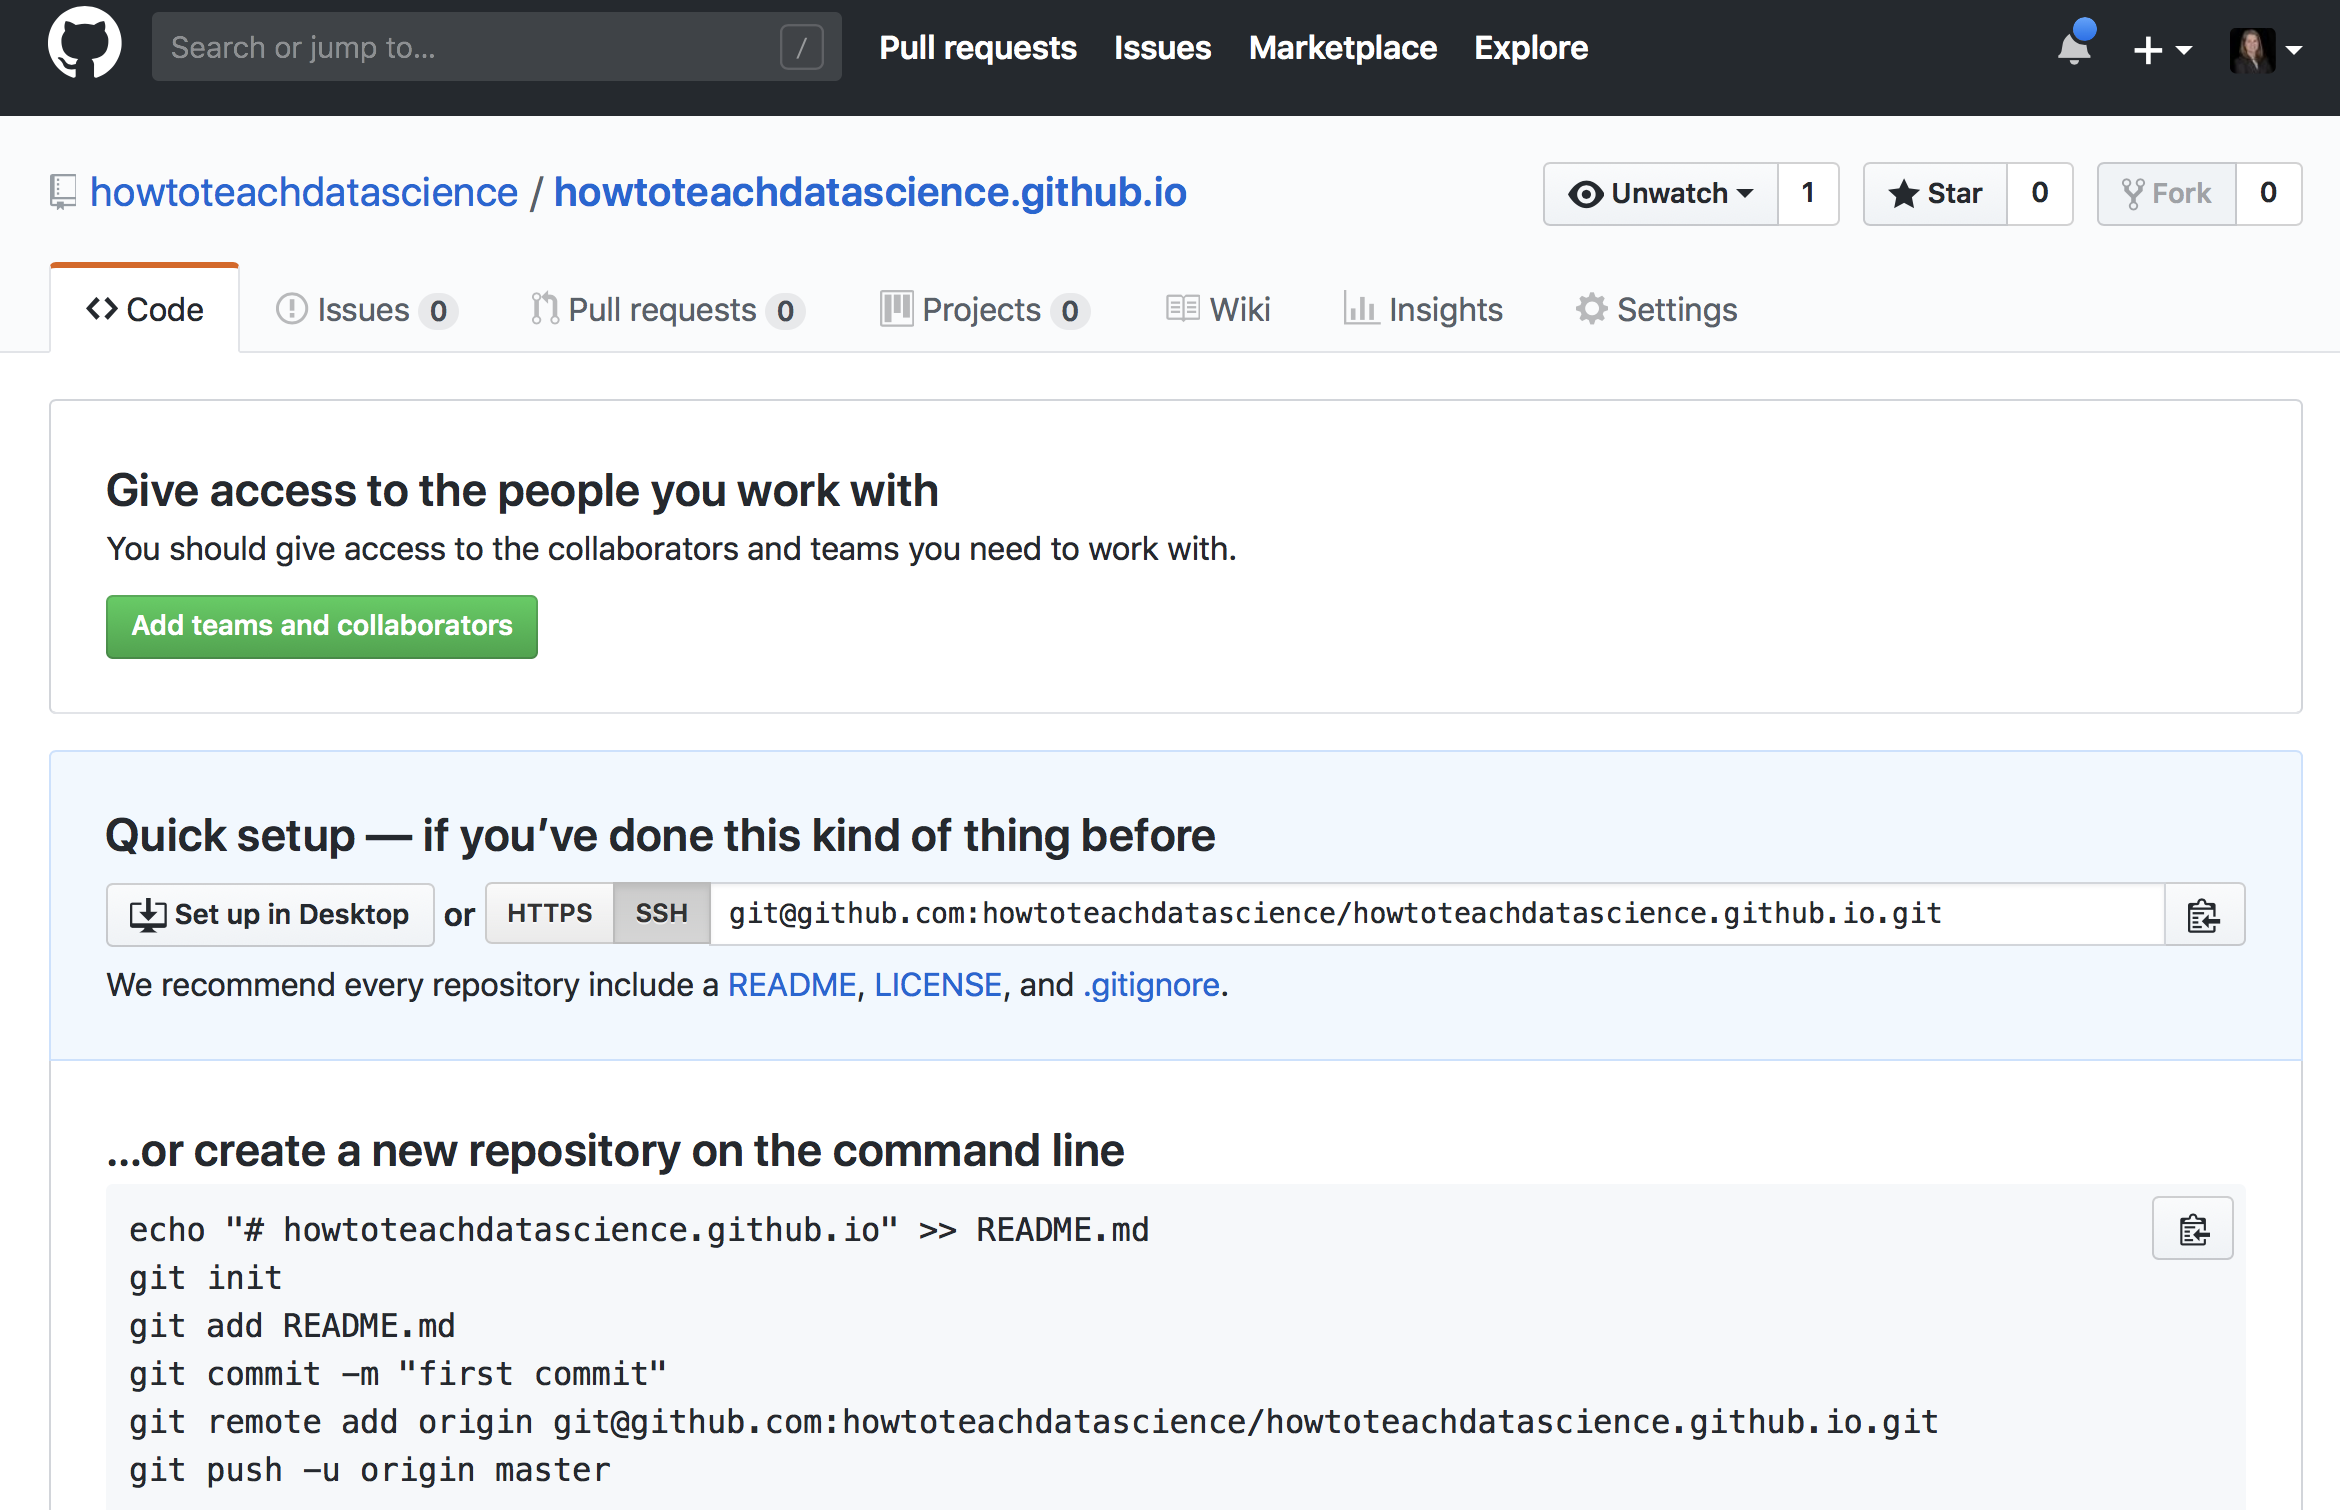 Search or jump to...
/
Pull requests Issues Marketplace Explore
howtoteachdatascience / howtoteachdatascience.github.io
Unwatch 1 Star 0 Fork 0
Code Issues 0 Pull requests 0 Projects 0 Wiki Insights Settings
Give access to the people you work with
You should give access to the collaborators and teams you need to work with.
Add teams and collaborators
Quick setup — if you’ve done this kind of thing before
Set up in Desktop or HTTPS SSH git@github.com:howtoteachdatascience/howtoteachdatascience.github.io.git
We recommend every repository include a README, LICENSE, and .gitignore.
…or create a new repository on the command line
echo "# howtoteachdatascience.github.io" >> README.md
git init
git add README.md
git commit -m "first commit"
git remote add origin git@github.com:howtoteachdatascience/howtoteachdatascience.github.io.git
git push -u origin master